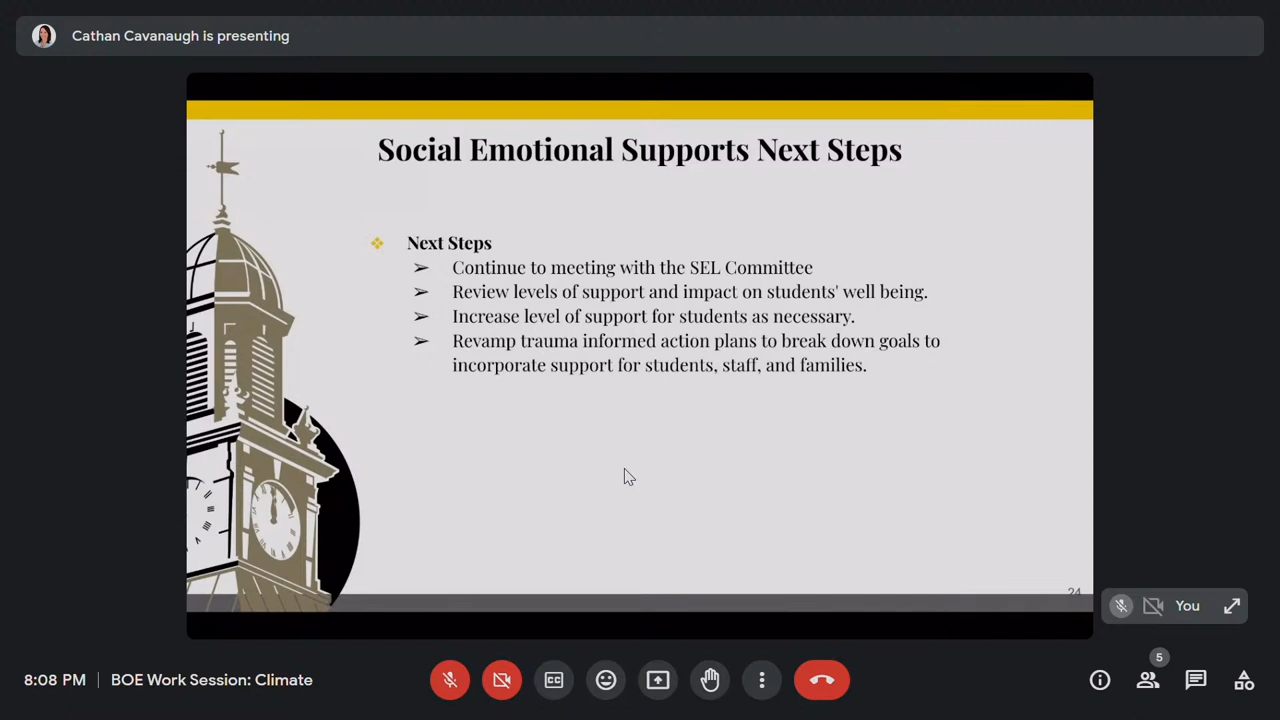 Cathan Cavanaugh is presenting
Social Emotional Supports Next Steps
Next Steps
Continue to meeting with the SEL Committee
Review levels of support and impact on students' well being.
Increase level of support for students as necessary.
Revamp trauma informed action plans to break down goals to
incorporate support for students, staff, and families.
24
You
8:08 PM | BOE Work Session: Climate
5